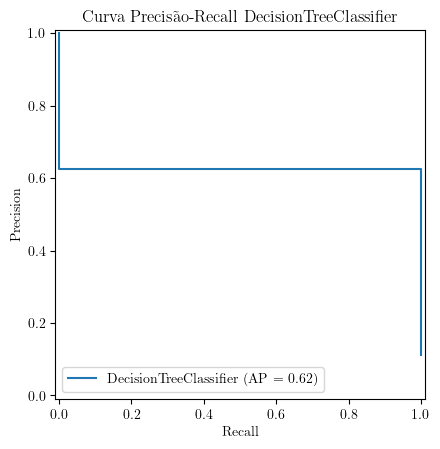 Curva Precisão-Recall DecisionTreeClassifier
1.0
0.8
0.6
0.4
0.2
0.0
Precision
DecisionTreeClassifier (AP = 0.62)
0.0 0.2 0.4 0.6 0.8 1.0
Recall